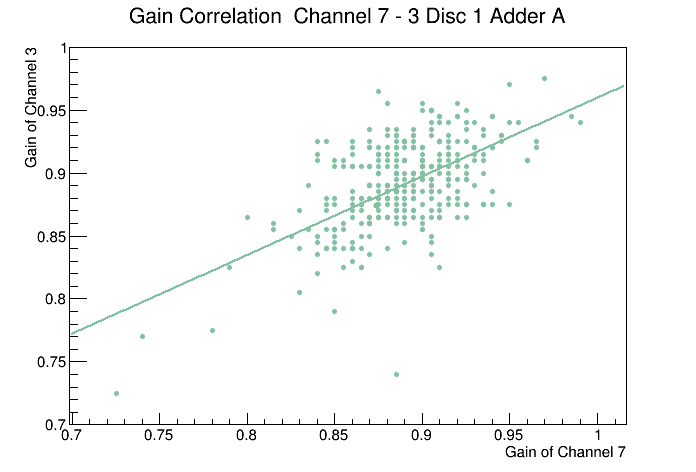 Gain Correlation  Channel 7 - 3 Disc 1 Adder A
Gain of Channel 3
1
0.95
0.9
0.85
0.8
0.75
0.7
0.7 0.75 0.8 0.85 0.9 0.95 1
Gain of Channel 7